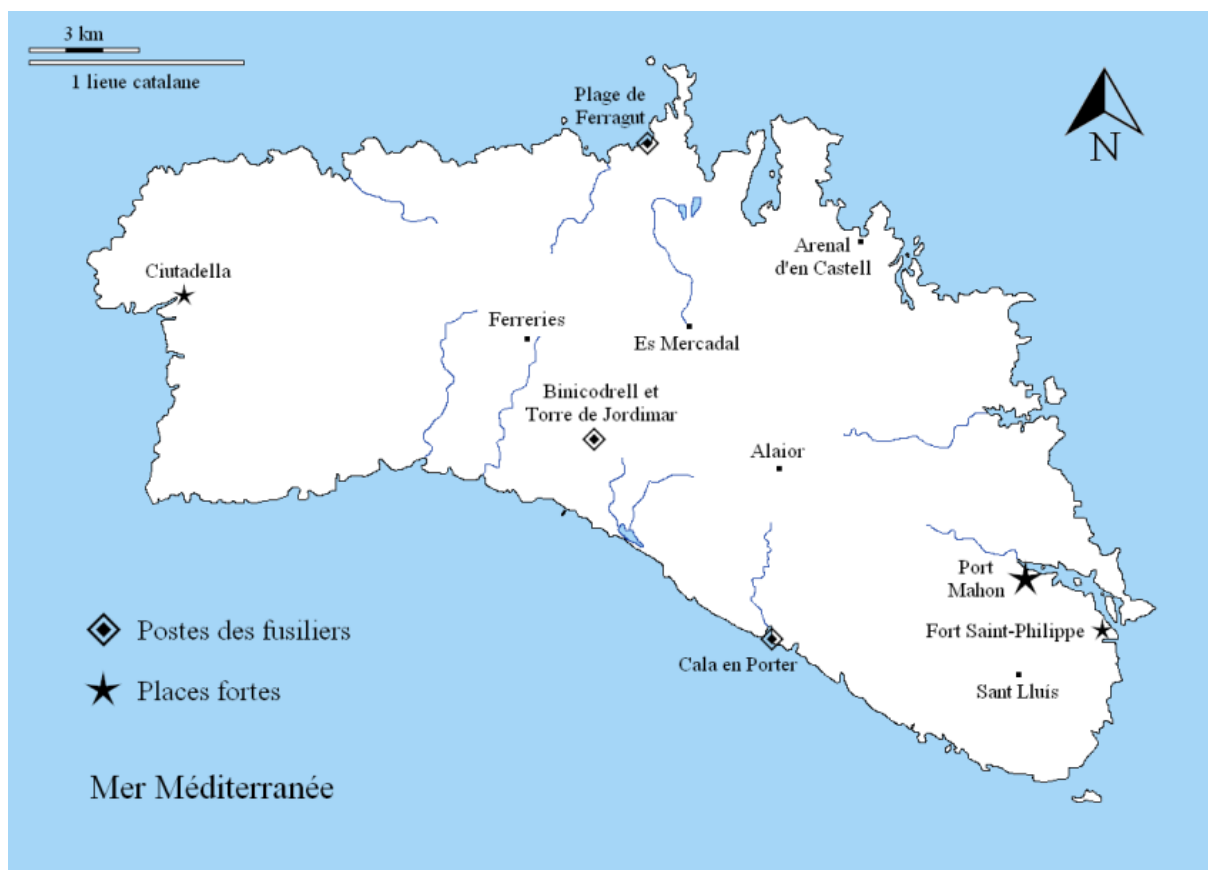 3 km
1 lieue catalane
Plage de
Ferragut
N
Arenal
d'en Castell
Ciutadella
Ferreries
Es Mercadal
Binicodrell et
Torre de Jordimar
Alaior
Port
Mahon
Postes des fusiliers
Fort Saint-Philippe
Cala en Porter
Places fortes
Sant Lluís
Mer Méditerranée